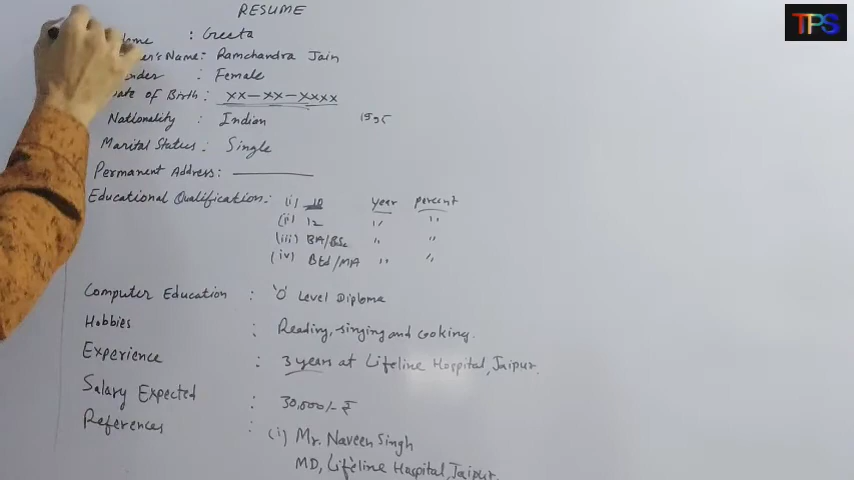 RESUME
TPS
: Geeta
Name: Ramchandra Jain
: Female
of Birth: XX-XX-XXXX
Nationality : Indian
Marital Status: Single
Permanent Address:
Educational Qualification: (i) 10 year percent
(ii) 12 " "
(iii) BA/BSc " "
(iv) BEd/MA " "
Computer Education : 'O' Level Diploma
Hobbies : Reading, singing and cooking.
Experience : 3 years at Lifeline Hospital, Jaipur.
Salary Expected : 30,000/- ₹
References : (i) Mr. Naveen Singh
MD, Lifeline Hospital, Jaipur.